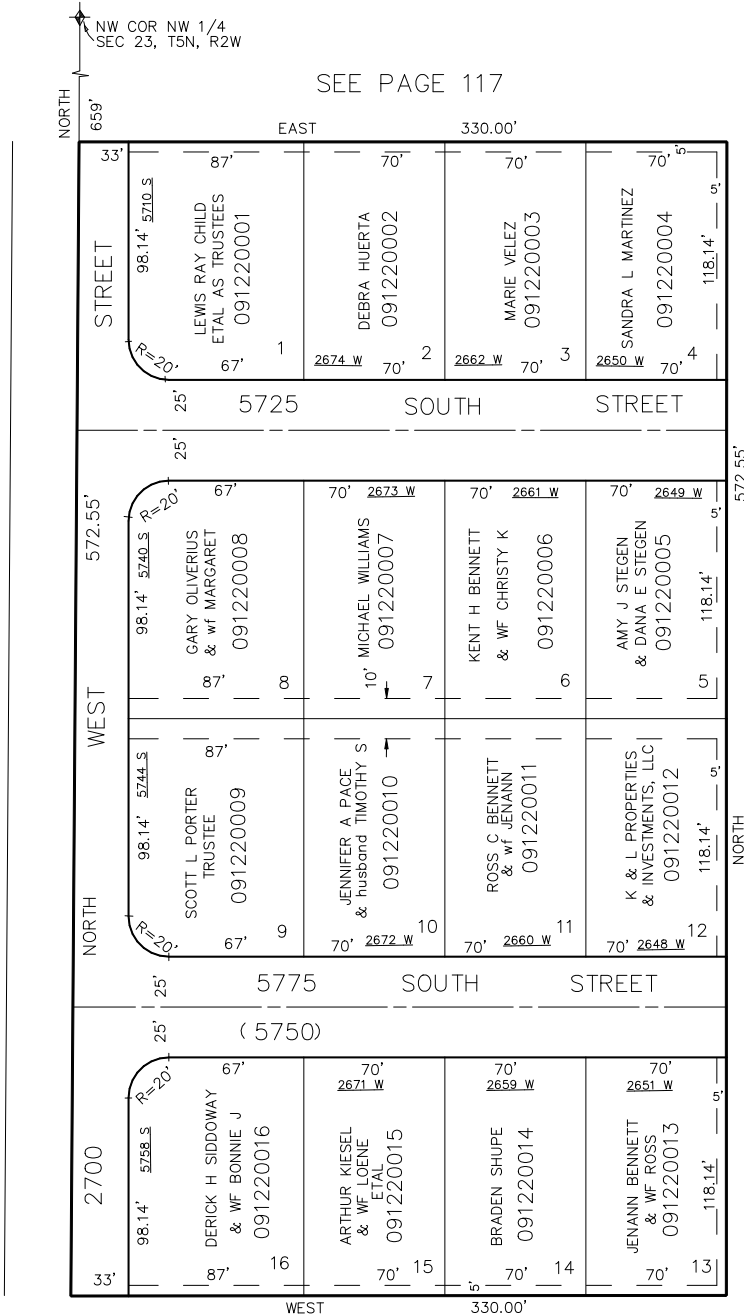 NW COR NW 1/4
SEC 23, T5N, R2W
SEE PAGE 117
NORTH
659'
EAST
330.00'
33'
87'
70'
70'
70'
5'
STREET
98.14'
5710 S
LEWIS RAY CHILD
ETAL AS TRUSTEES
091220001
DEBRA HUERTA
091220002
MARIE VELEZ
091220003
SANDRA L MARTINEZ
091220004
5'
118.14'
R=20'
67'
1
2674 W
70'
2
2662 W
70'
3
2650 W
70'
4
25'
5725
SOUTH
STREET
25'
572.55'
572.55'
R=20'
67'
70'
2673 W
70'
2661 W
70'
2649 W
5'
98.14'
5740 S
GARY OLIVERIUS
& wf MARGARET
091220008
MICHAEL WILLIAMS
091220007
KENT H BENNETT
& WF CHRISTY K
091220006
AMY J STEGEN
& DANA E STEGEN
091220005
118.14'
87'
8
10'
7
6
5
WEST
87'
98.14'
5744 S
SCOTT L PORTER
TRUSTEE
091220009
JENNIFER A PACE
& husband TIMOTHY S
091220010
ROSS C BENNETT
& wf JENANN
091220011
K & L PROPERTIES
& INVESTMENTS, LLC
091220012
5'
118.14'
NORTH
NORTH
R=20'
67'
9
70'
2672 W
10
70'
2660 W
11
70'
2648 W
12
25'
5775
SOUTH
STREET
25'
( 5750)
R=20'
67'
70'
2671 W
70'
2659 W
70'
2651 W
5'
2700
98.14'
5758 S
DERICK H SIDDOWAY
& WF BONNIE J
091220016
ARTHUR KIESEL
& WF LOENE
ETAL
091220015
BRADEN SHUPE
091220014
JENANN BENNETT
& WF ROSS
091220013
118.14'
33'
87'
16
70'
15
5'
70'
14
70'
13
WEST
330.00'